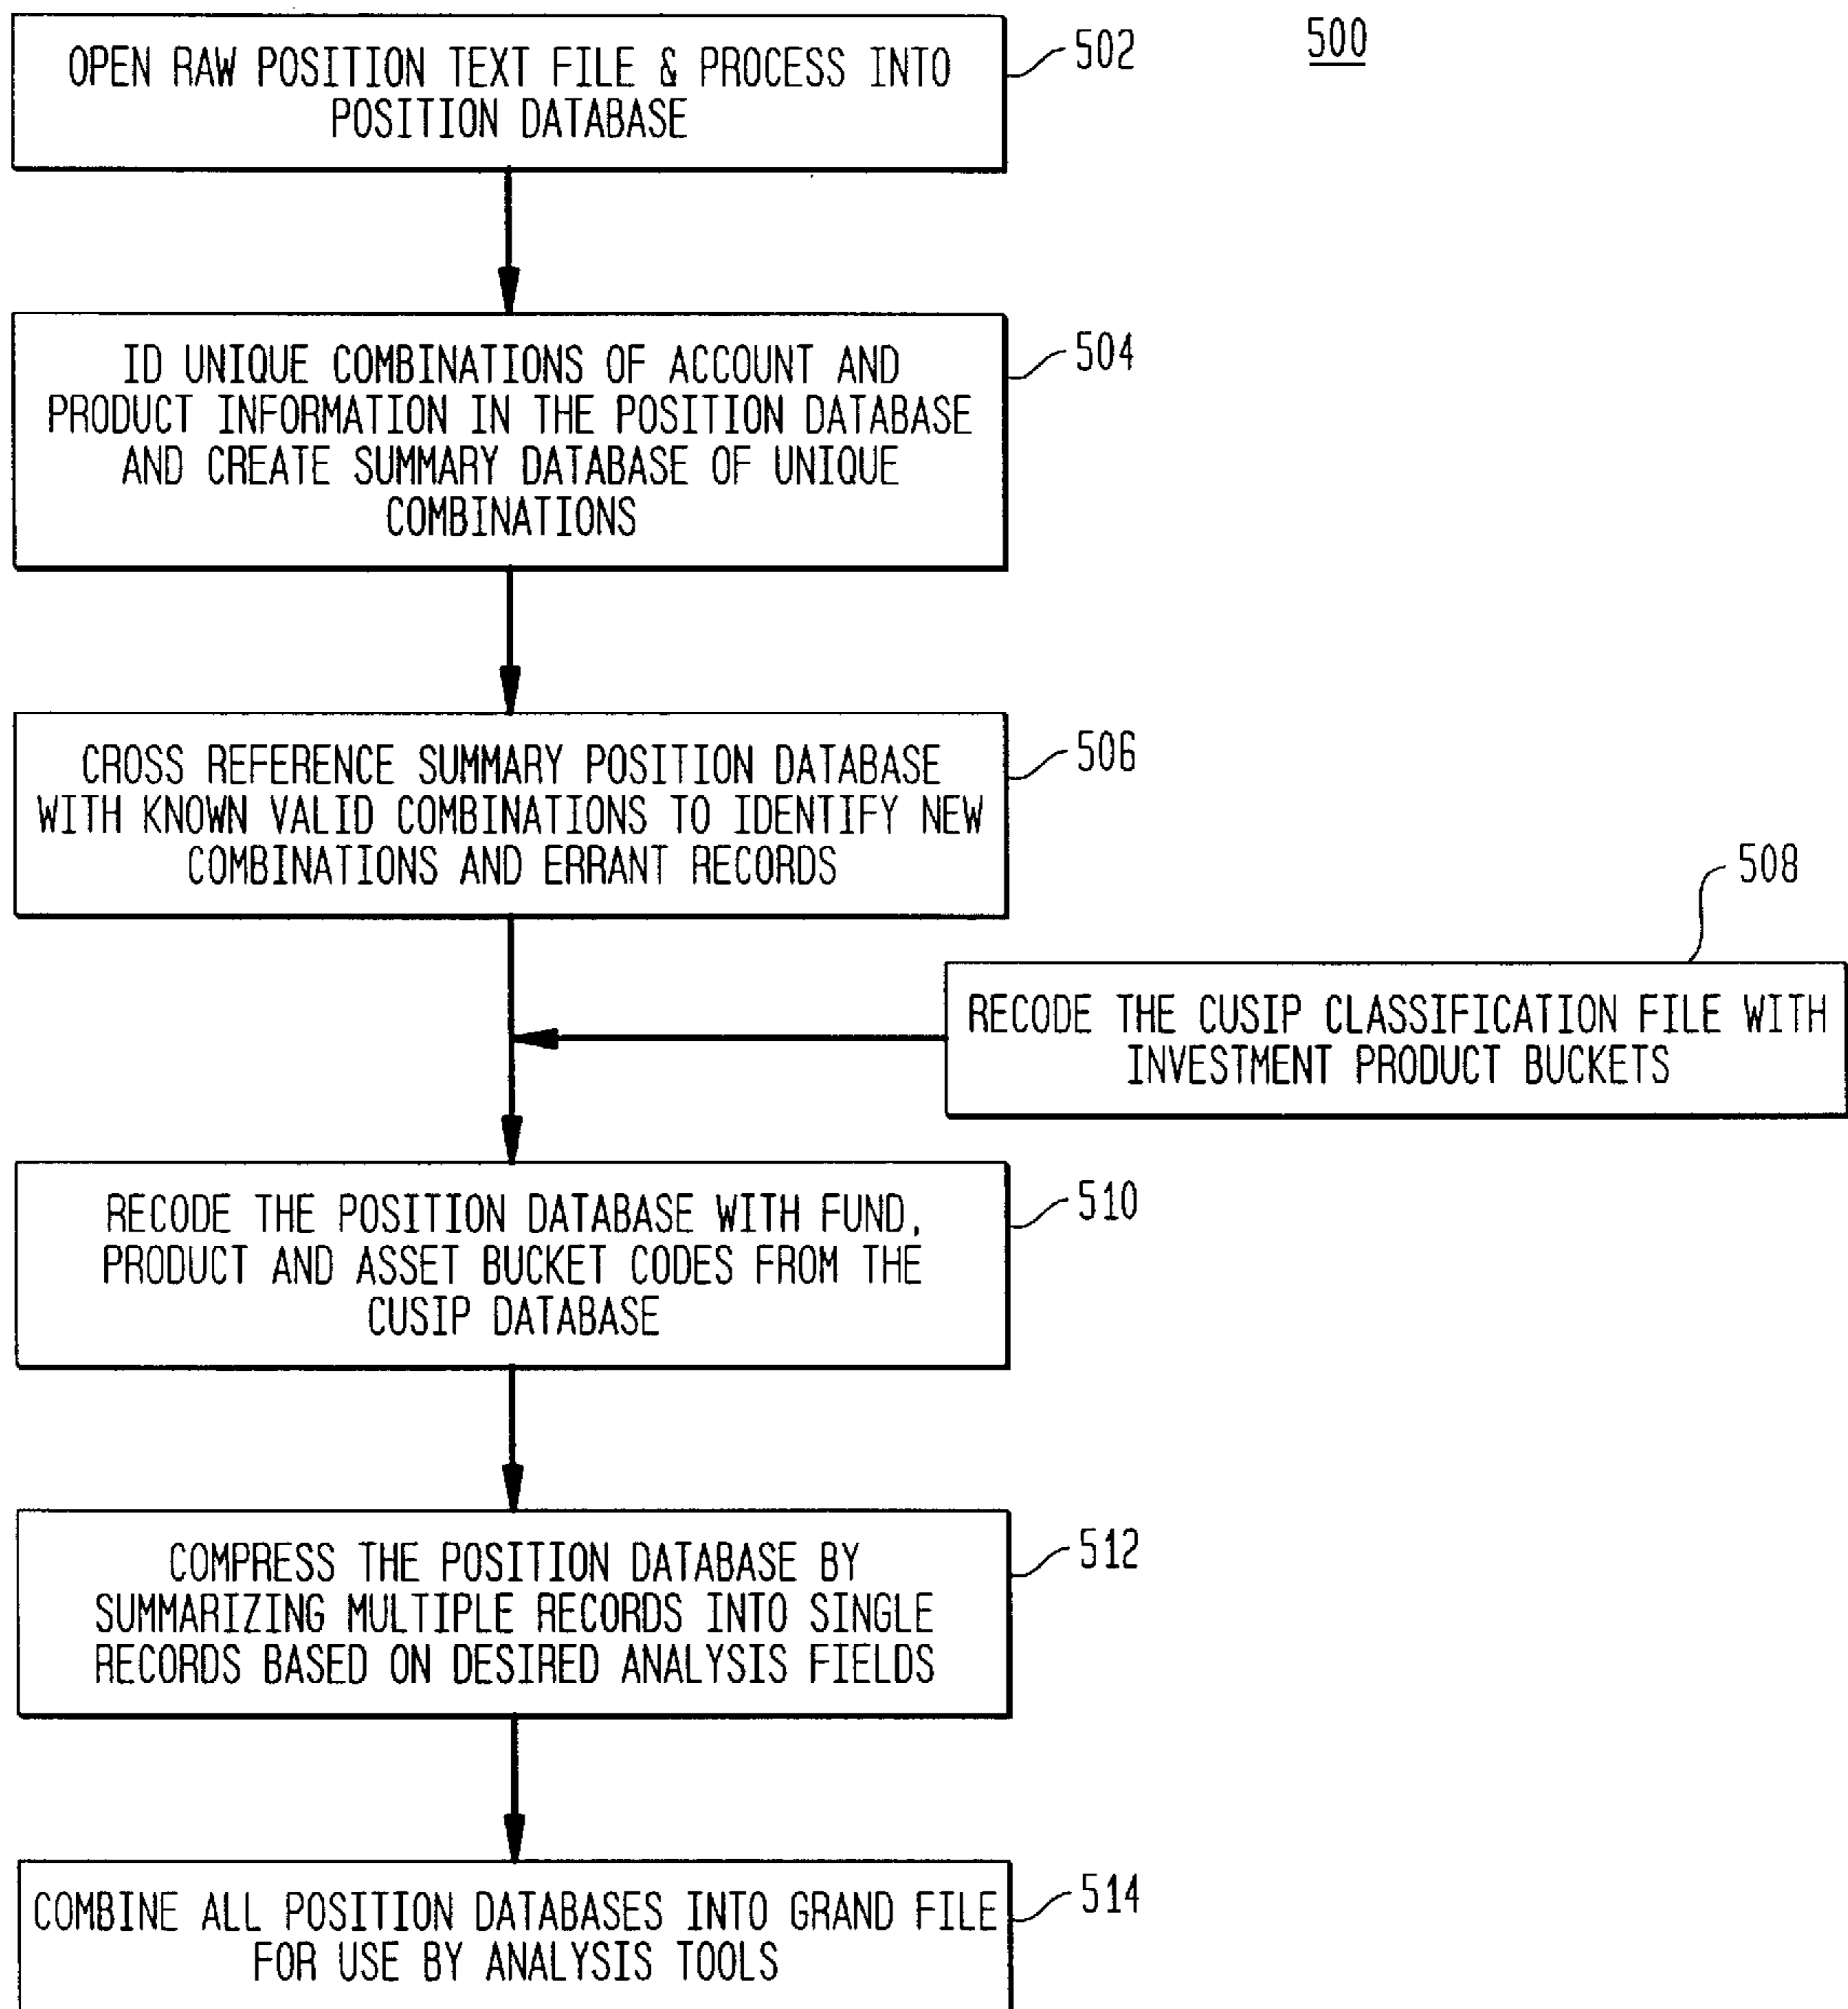 500
OPEN RAW POSITION TEXT FILE & PROCESS INTO
POSITION DATABASE
502
ID UNIQUE COMBINATIONS OF ACCOUNT AND
PRODUCT INFORMATION IN THE POSITION DATABASE
AND CREATE SUMMARY DATABASE OF UNIQUE
COMBINATIONS
504
CROSS REFERENCE SUMMARY POSITION DATABASE
WITH KNOWN VALID COMBINATIONS TO IDENTIFY NEW
COMBINATIONS AND ERRANT RECORDS
506
508
RECODE THE CUSIP CLASSIFICATION FILE WITH
INVESTMENT PRODUCT BUCKETS
RECODE THE POSITION DATABASE WITH FUND,
PRODUCT AND ASSET BUCKET CODES FROM THE
CUSIP DATABASE
510
COMPRESS THE POSITION DATABASE BY
SUMMARIZING MULTIPLE RECORDS INTO SINGLE
RECORDS BASED ON DESIRED ANALYSIS FIELDS
512
COMBINE ALL POSITION DATABASES INTO GRAND FILE
FOR USE BY ANALYSIS TOOLS
514